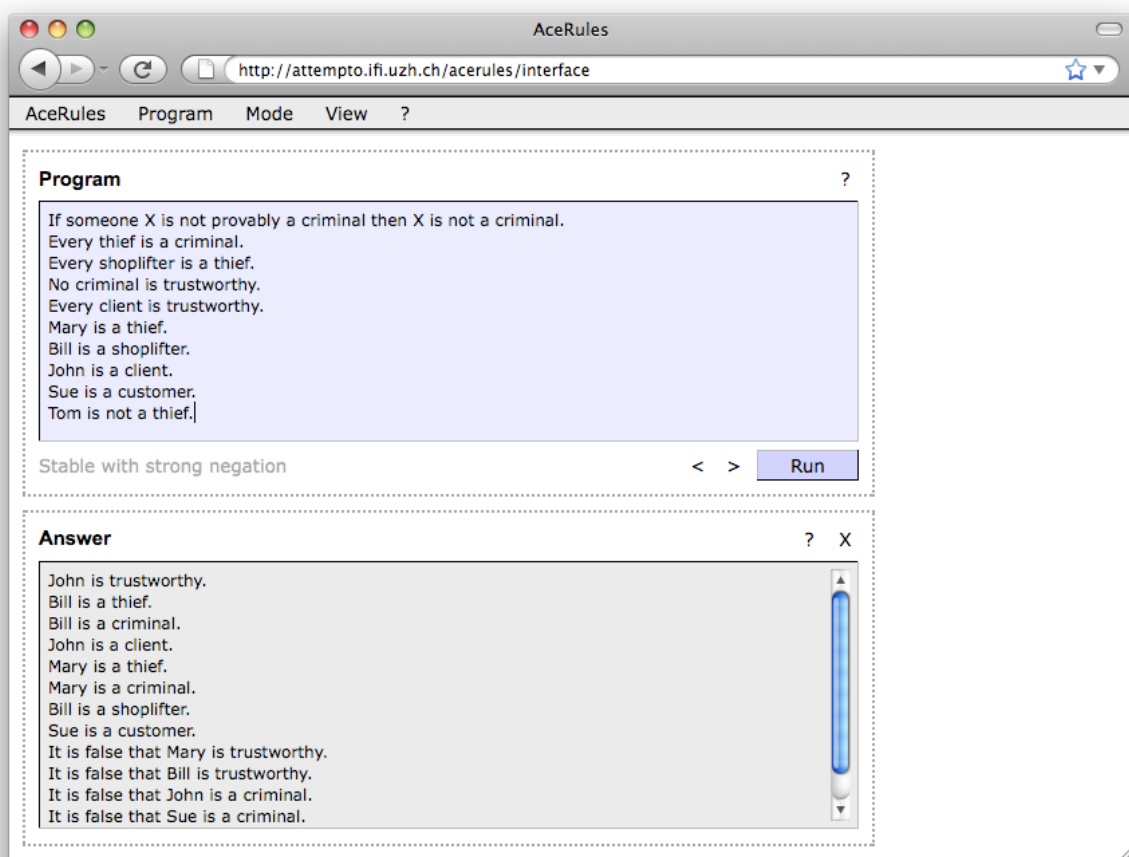 AceRules
http://attempto.ifi.uzh.ch/acerules/interface
AceRules Program Mode View ?
Program ?
If someone X is not provably a criminal then X is not a criminal.
Every thief is a criminal.
Every shoplifter is a thief.
No criminal is trustworthy.
Every client is trustworthy.
Mary is a thief.
Bill is a shoplifter.
John is a client.
Sue is a customer.
Tom is not a thief.
Stable with strong negation < > Run
Answer ? X
John is trustworthy.
Bill is a thief.
Bill is a criminal.
John is a client.
Mary is a thief.
Mary is a criminal.
Bill is a shoplifter.
Sue is a customer.
It is false that Mary is trustworthy.
It is false that Bill is trustworthy.
It is false that John is a criminal.
It is false that Sue is a criminal.